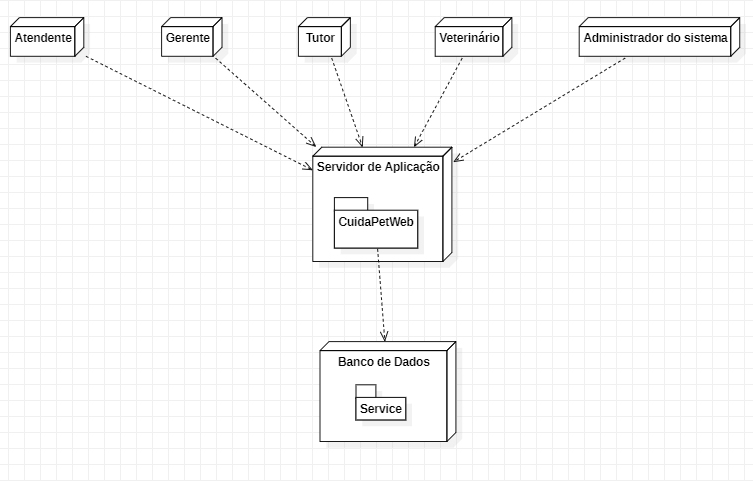 Atendente
Gerente
Tutor
Veterinário
Administrador do sistema
Servidor de Aplicação
CuidaPetWeb
Banco de Dados
Service